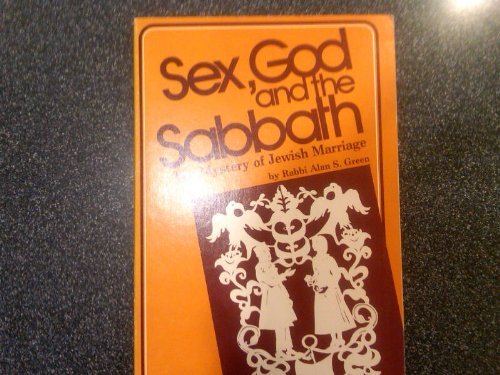 Sex, God
and the
Sabbath
Mystery of Jewish Marriage
by Rabbi Alan S. Green